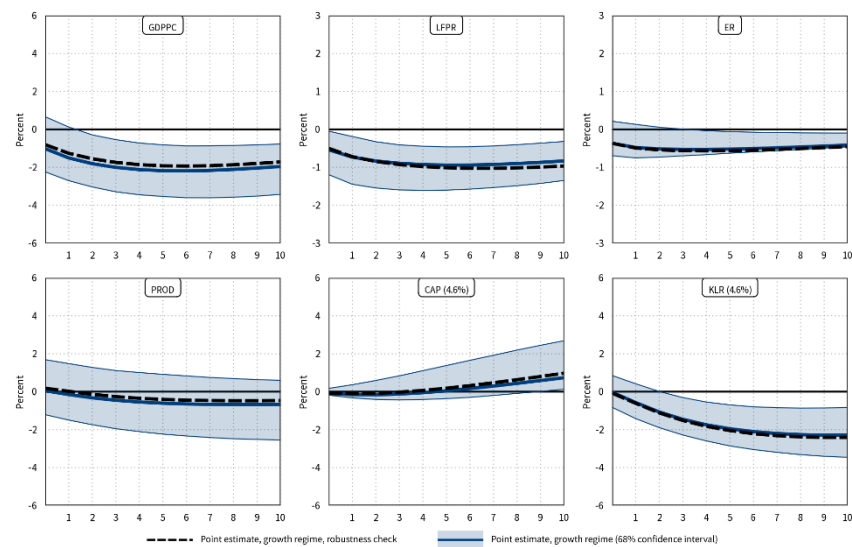 GDPPC
LFPR
ER
6
4
2
0
-2
-4
-6
Percent
1 2 3 4 5 6 7 8 9 10
3
2
1
0
-1
-2
-3
Percent
1 2 3 4 5 6 7 8 9 10
3
2
1
0
-1
-2
-3
Percent
1 2 3 4 5 6 7 8 9 10
PROD
CAP (4.6%)
KLR (4.6%)
6
4
2
0
-2
-4
-6
Percent
1 2 3 4 5 6 7 8 9 10
6
4
2
0
-2
-4
-6
Percent
1 2 3 4 5 6 7 8 9 10
6
4
2
0
-2
-4
-6
Percent
1 2 3 4 5 6 7 8 9 10
Point estimate, growth regime, robustness check
Point estimate, growth regime (68% confidence interval)